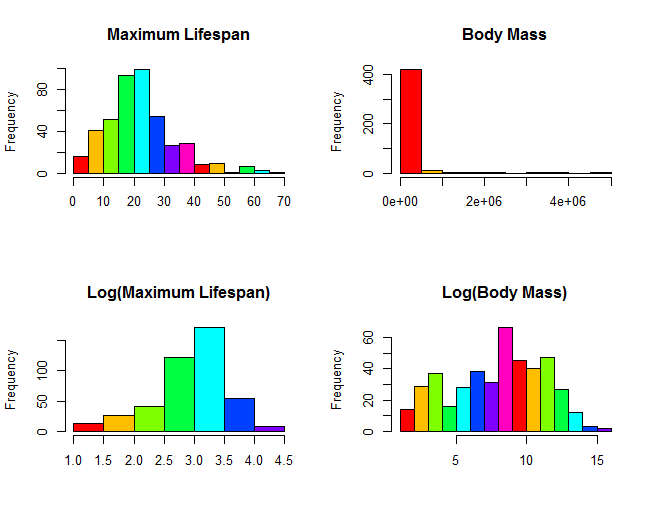 Maximum Lifespan
Frequency
0 40 80
0 10 20 30 40 50 60 70
Body Mass
Frequency
0 200 400
0e+00 2e+06 4e+06
Log(Maximum Lifespan)
Frequency
0 50 100
1.0 1.5 2.0 2.5 3.0 3.5 4.0 4.5
Log(Body Mass)
Frequency
0 20 40 60
5 10 15